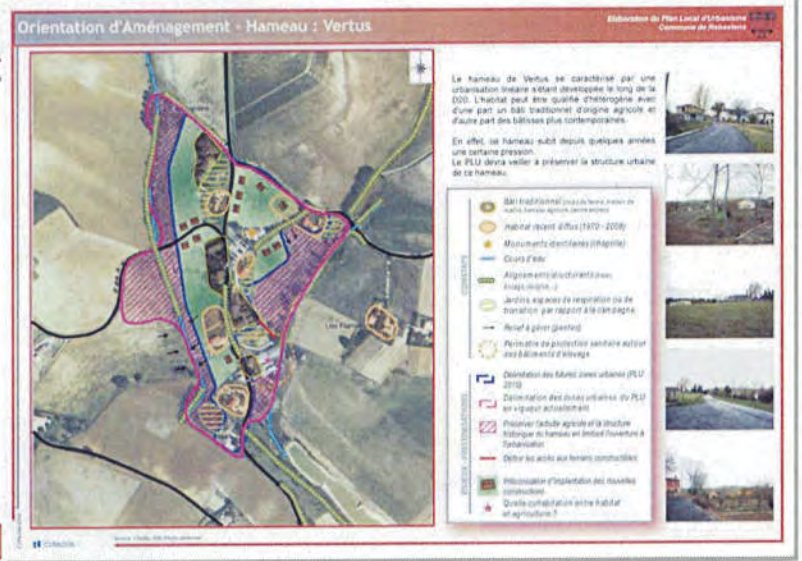 Orientation d'Aménagement - Hameau : Vertus
Elaboration du Plan Local d'Urbanisme
Commune de Rabastens
Le hameau de Vertus se caractérise par une
urbanisation linéaire s'étant développée le long de la
D20. L'habitat peut être qualifié d'hétérogène avec
d'une part un bâti traditionnel d'origine agricole et
d'autre part des bâtisses plus contemporaines.
En effet, ce hameau subit depuis quelques années
une certaine pression.
Le PLU devra veiller à préserver la structure urbaine
de ce hameau.
CONSTATS
Bâti traditionnel
Habitat récent diffus (1970 - 2008)
Monuments identitaires (chapelle)
Cours d'eau
Alignements structurants
Jardins, espaces de respiration ou de
transition par rapport à la campagne
Relief à gérer (pentes)
Périmètre de protection sanitaire autour
des bâtiments d'élevage
ENJEUX - PRECONISATIONS
Délimitation des futures zones urbaines (PLU
2010)
Délimitation des zones urbaines du PLU
en vigueur actuellement
Préserver l'activité agricole et la structure
historique du hameau en limitant l'ouverture à
l'urbanisation
Définir les accès aux terrains constructibles
Préconisation d'implantation des nouvelles
constructions
Quelle cohabitation entre habitat
et agriculture ?